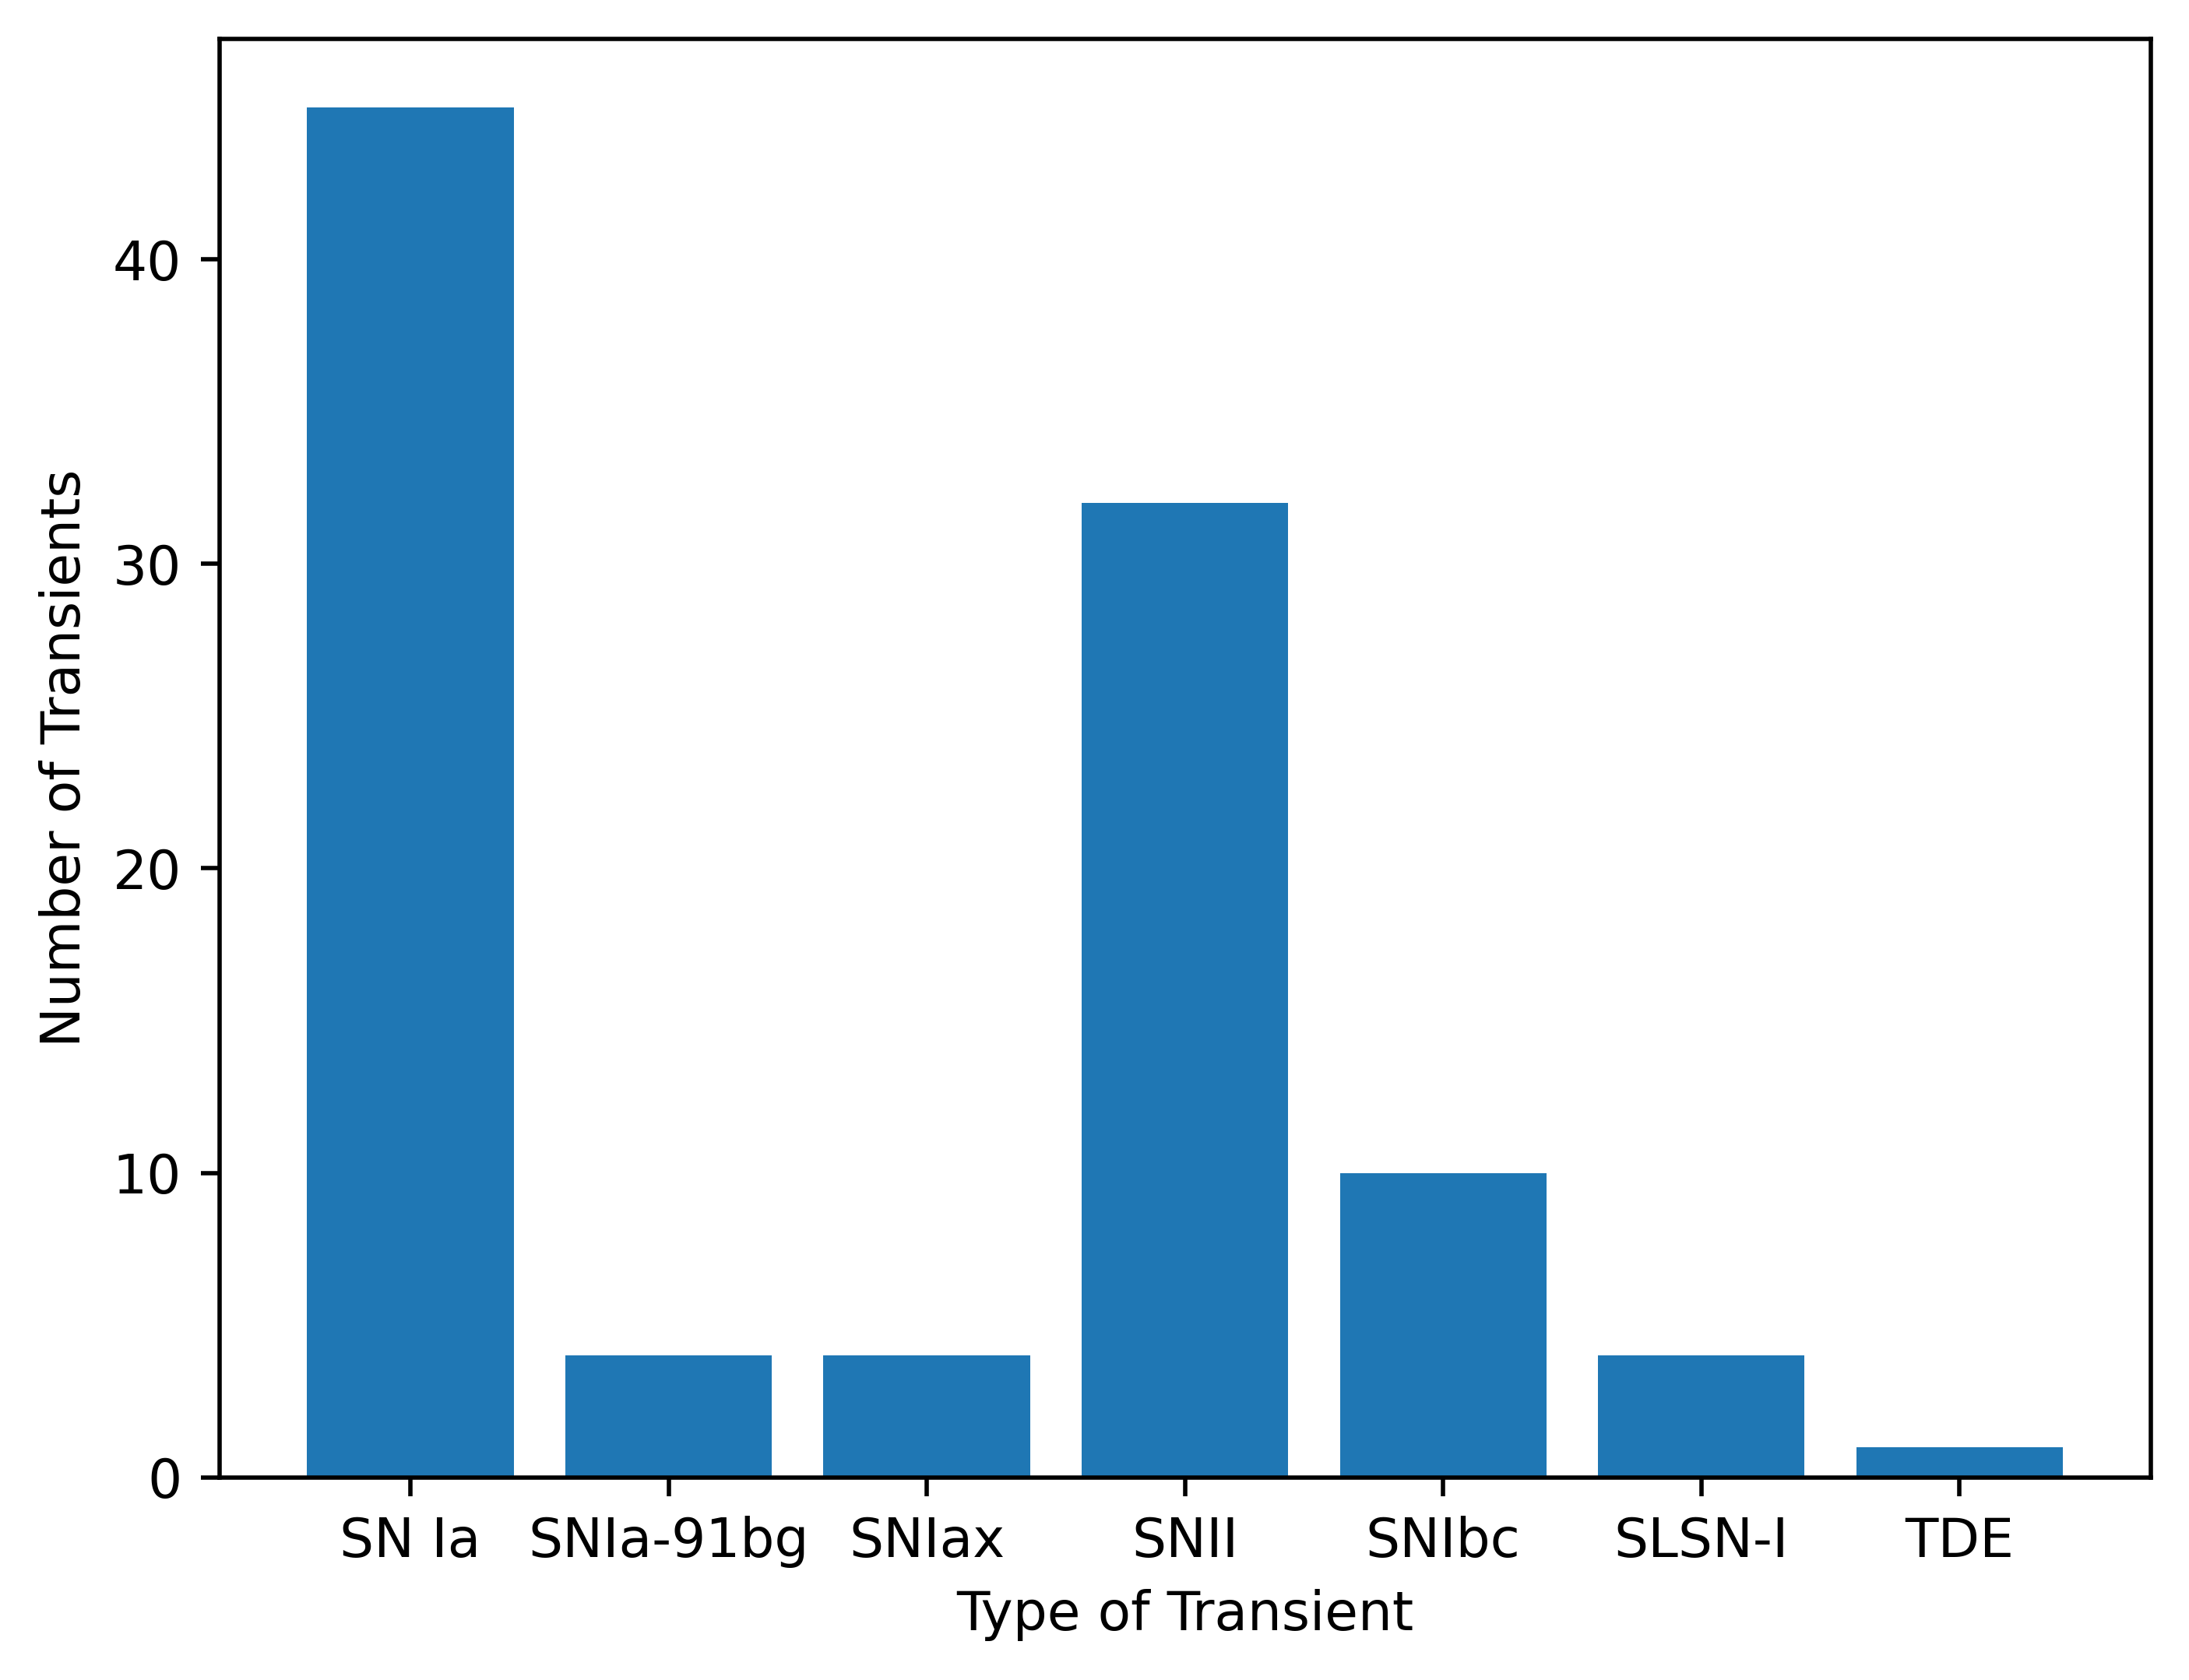 Number of Transients
40
30
20
10
0
SN Ia SNIa-91bg SNIax SNII SNIbc SLSN-I TDE
Type of Transient